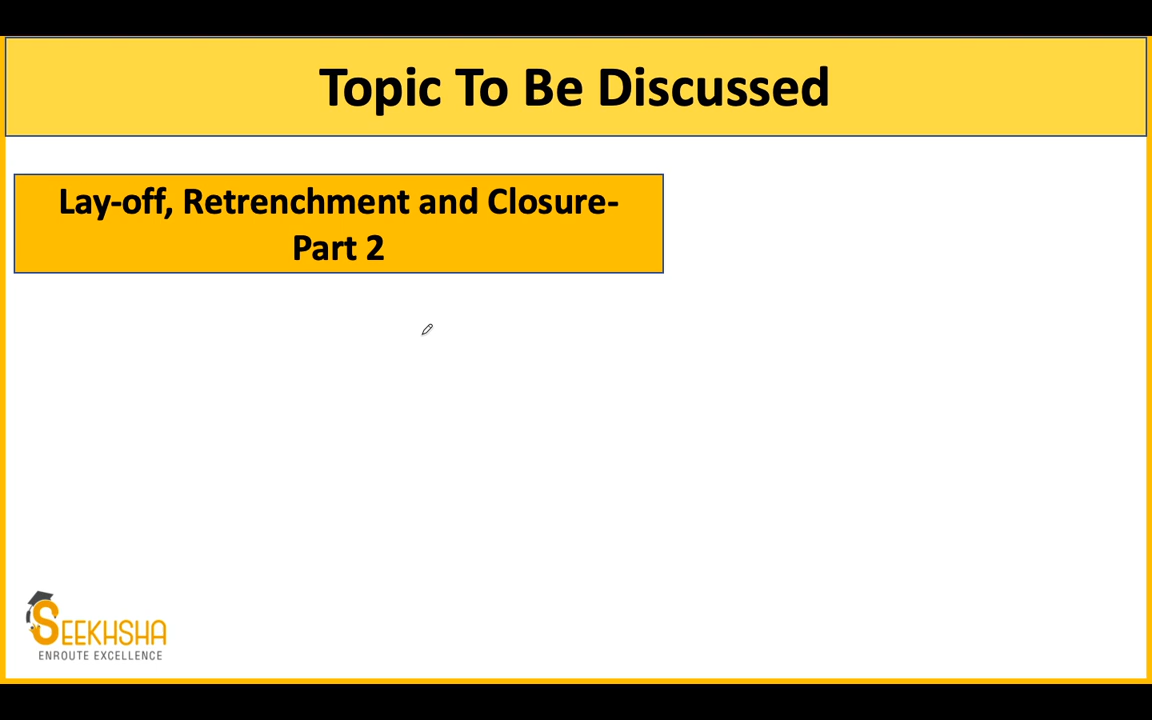 Topic To Be Discussed
Lay-off, Retrenchment and Closure-
Part 2
SEEKHSHA
ENROUTE EXCELLENCE